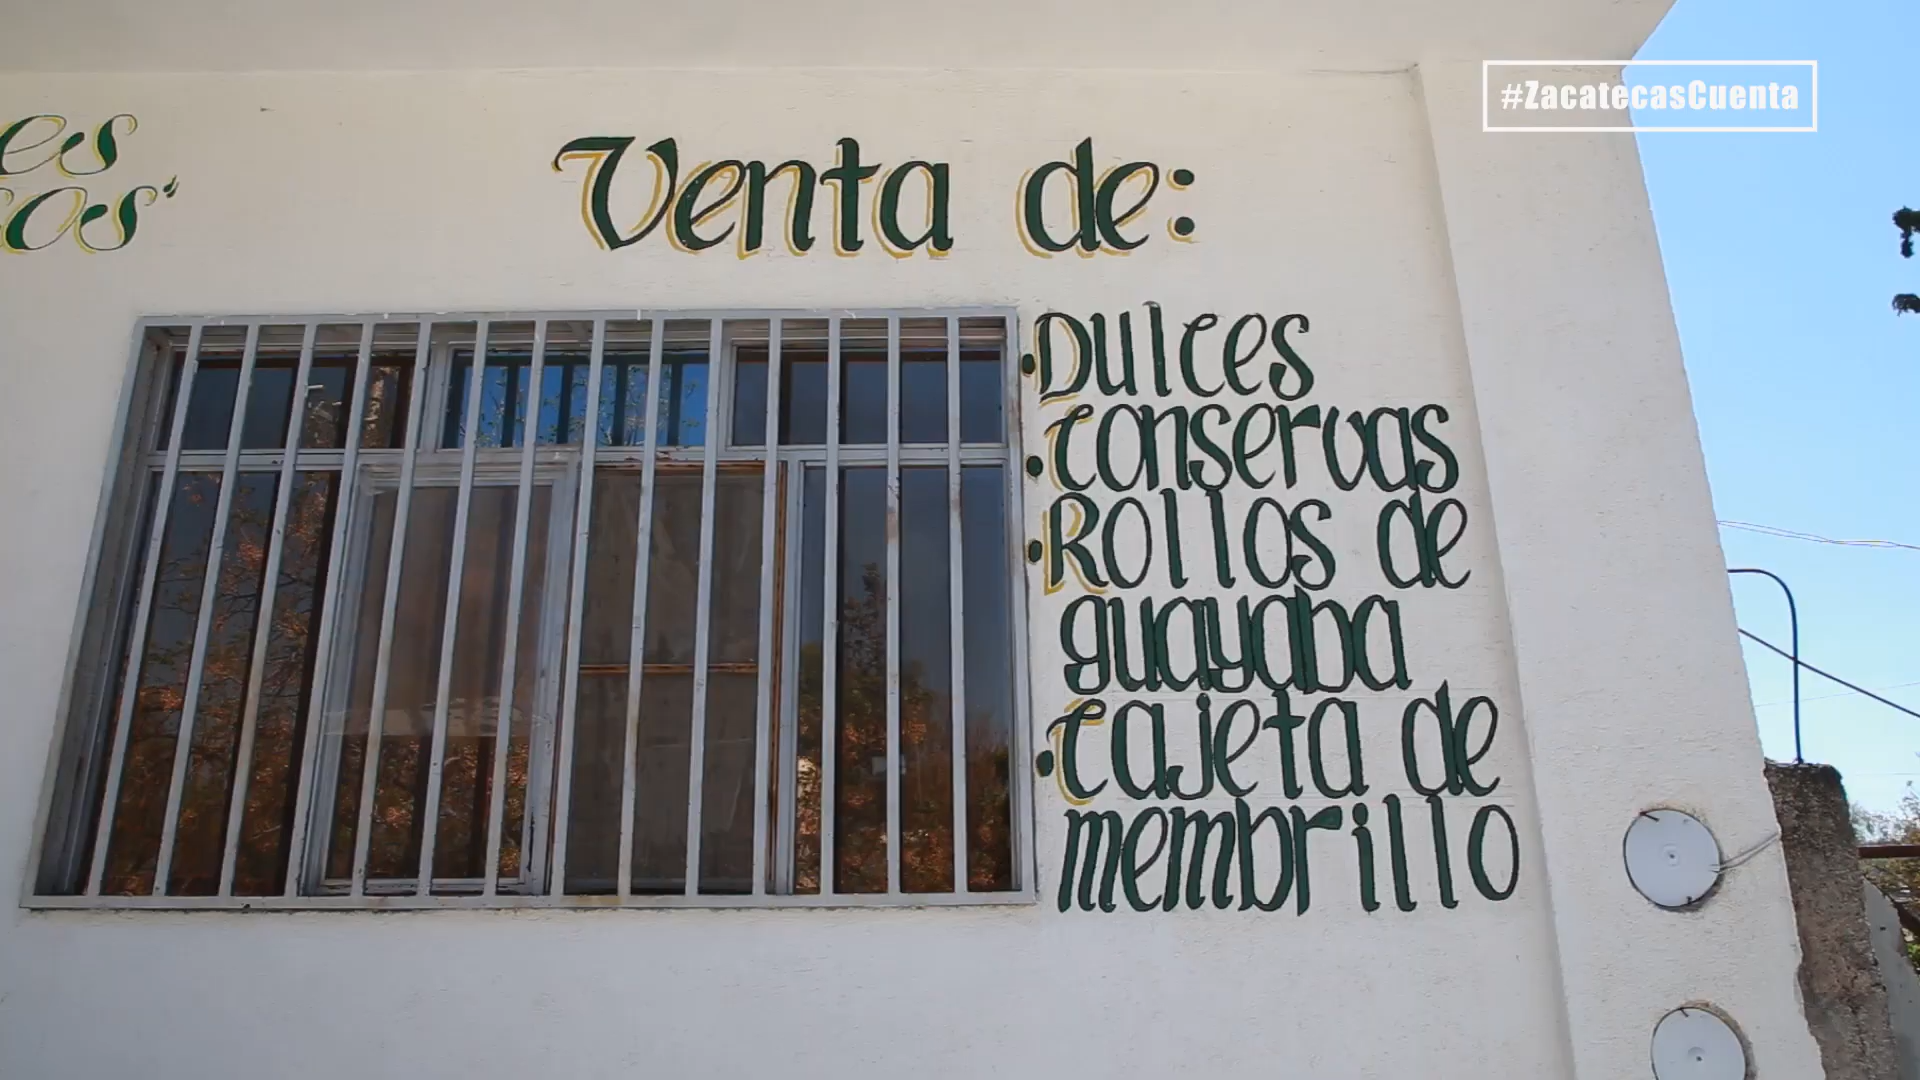 #ZacatecasCuenta
Venta de:
• Dulces
• Conservas
• Rollos de
guayaba
• Cajeta de
membrillo